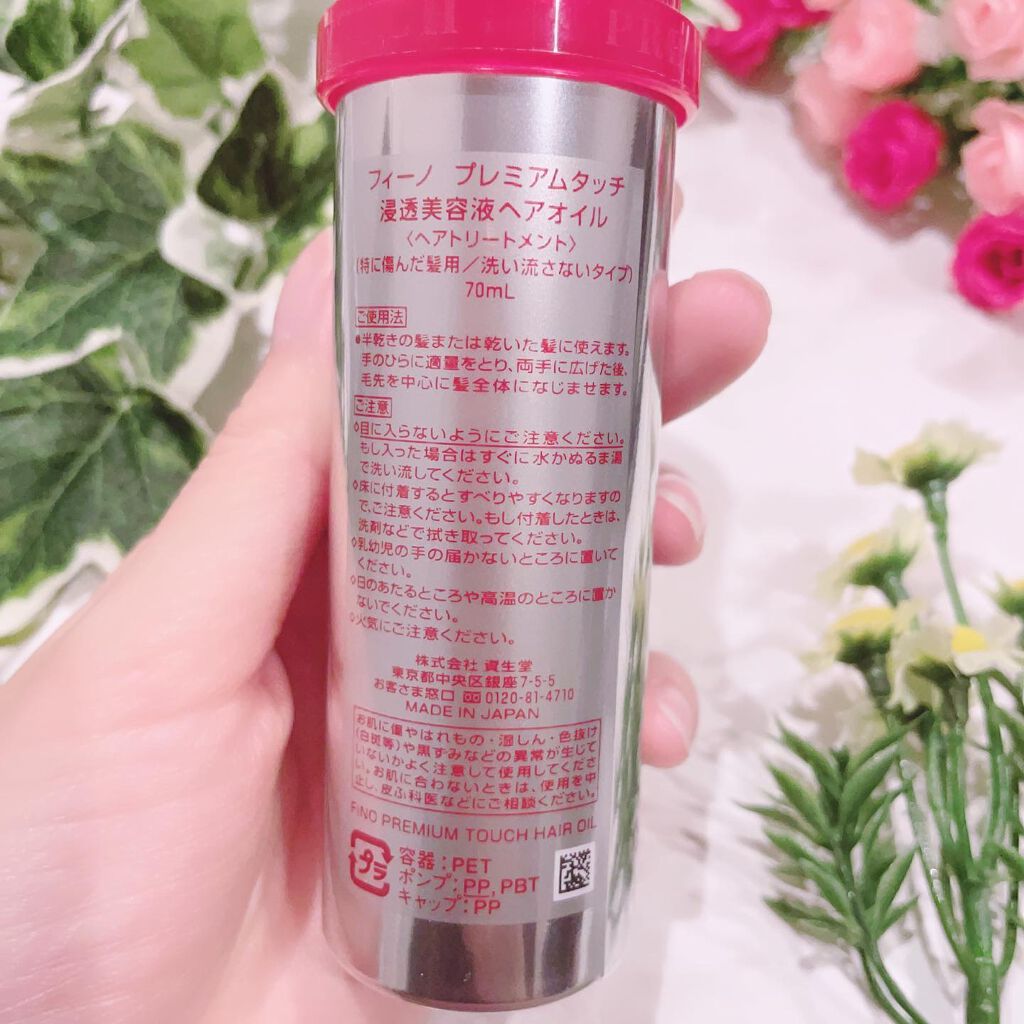 フィーノ プレミアムタッチ
浸透美容液ヘアオイル
〈ヘアトリートメント〉
(特に傷んだ髪用/洗い流さないタイプ)
70mL
ご使用法
●半乾きの髪または乾いた髪に使えます。
手のひらに適量をとり、両手に広げた後、
毛先を中心に髪全体になじませます。
ご注意
◇目に入らないようにご注意ください。
もし入った場合はすぐに水かぬるま湯
で洗い流してください。
◇床に付着するとすべりやすくなりますの
で、ご注意ください。もし付着したときは、
洗剤などで拭き取ってください。
◇乳幼児の手の届かないところに置いて
ください。
◇日のあたるところや高温のところに置か
ないでください。
◇火気にご注意ください。
株式会社 資生堂
東京都中央区銀座7-5-5
お客さま窓口 0120-81-4710
MADE IN JAPAN
お肌に傷やはれもの・湿しん・色抜け
(白斑等)や黒ずみなどの異常が生じて
いないかよく注意して使用してくださ
い。お肌に合わないときは、使用を中
止し、皮ふ科医などにご相談ください。
FINO PREMIUM TOUCH HAIR OIL
プラ
容器:PET
ポンプ:PP, PBT
キャップ:PP